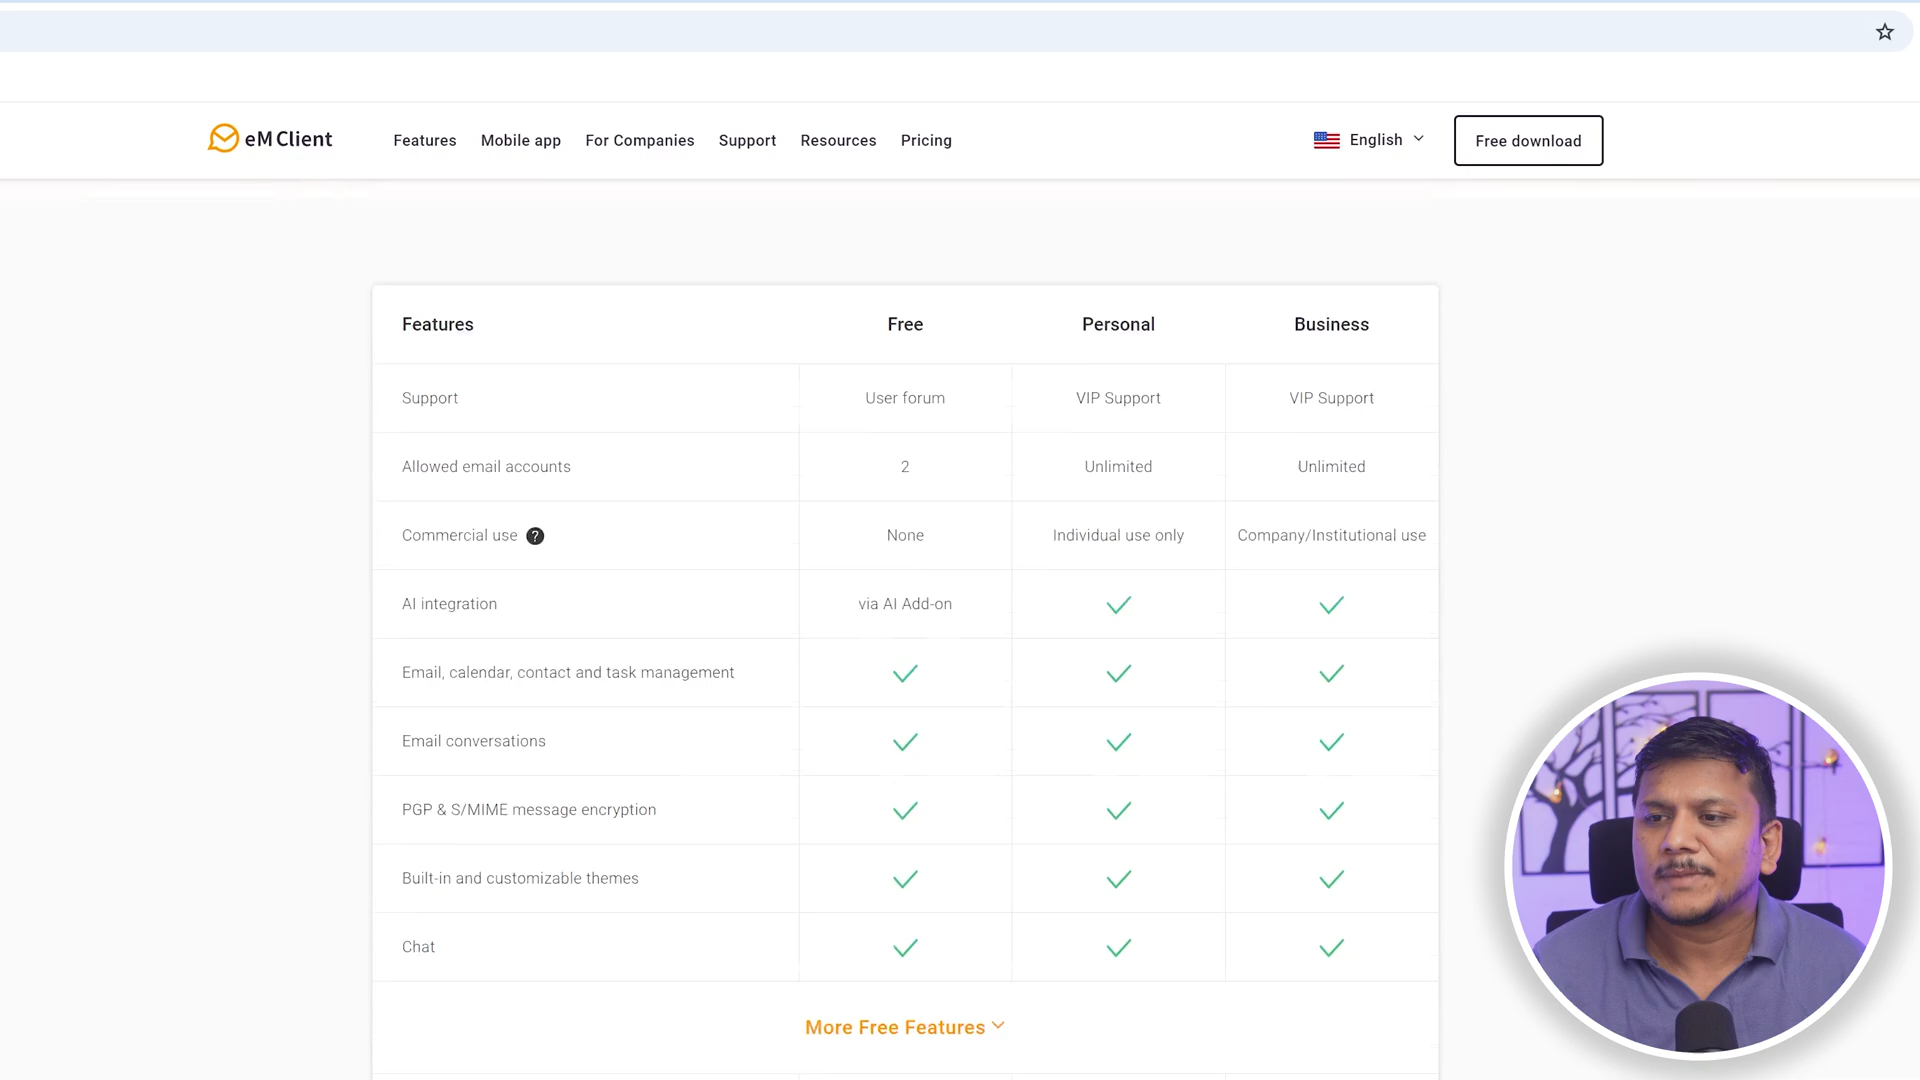 eM Client Features Mobile app For Companies Support Resources Pricing English Free download
Features Free Personal Business
Support User forum VIP Support VIP Support
Allowed email accounts 2 Unlimited Unlimited
Commercial use ? None Individual use only Company/Institutional use
AI integration via AI Add-on
Email, calendar, contact and task management
Email conversations
PGP & S/MIME message encryption
Built-in and customizable themes
Chat
More Free Features